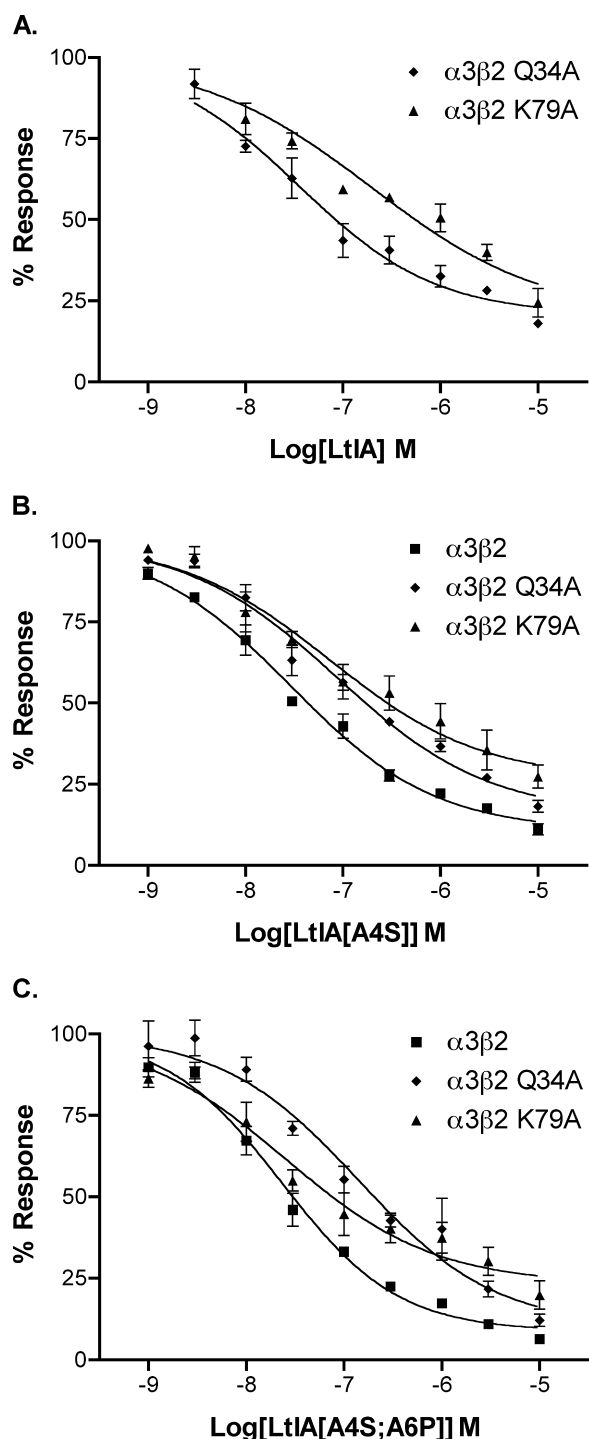 A.
100
75
50
25
0
% Response
α3β2 Q34A
α3β2 K79A
-9 -8 -7 -6 -5
Log[LtIA] M
B.
100
75
50
25
0
% Response
α3β2
α3β2 Q34A
α3β2 K79A
-9 -8 -7 -6 -5
Log[LtIA[A4S]] M
C.
100
75
50
25
0
% Response
α3β2
α3β2 Q34A
α3β2 K79A
-9 -8 -7 -6 -5
Log[LtIA[A4S;A6P]] M